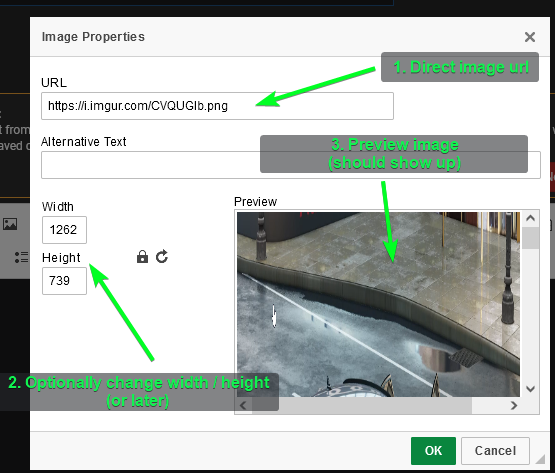 Image Properties
1. Direct image url
URL
https://i.imgur.com/CVQUGlb.png
Alternative Text
3. Preview image
(should show up)
Width
1262
Height
739
Preview
2. Optionally change width / height
(or later)
OK
Cancel